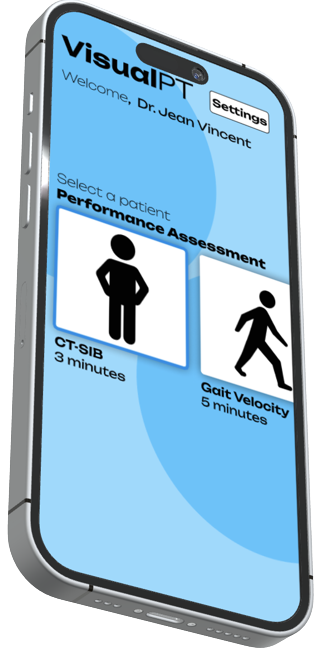 VisualPT
Settings
Welcome, Dr. Jean Vincent
Select a patient
Performance Assessment
CT-SIB
3 minutes
Gait Velocity
5 minutes